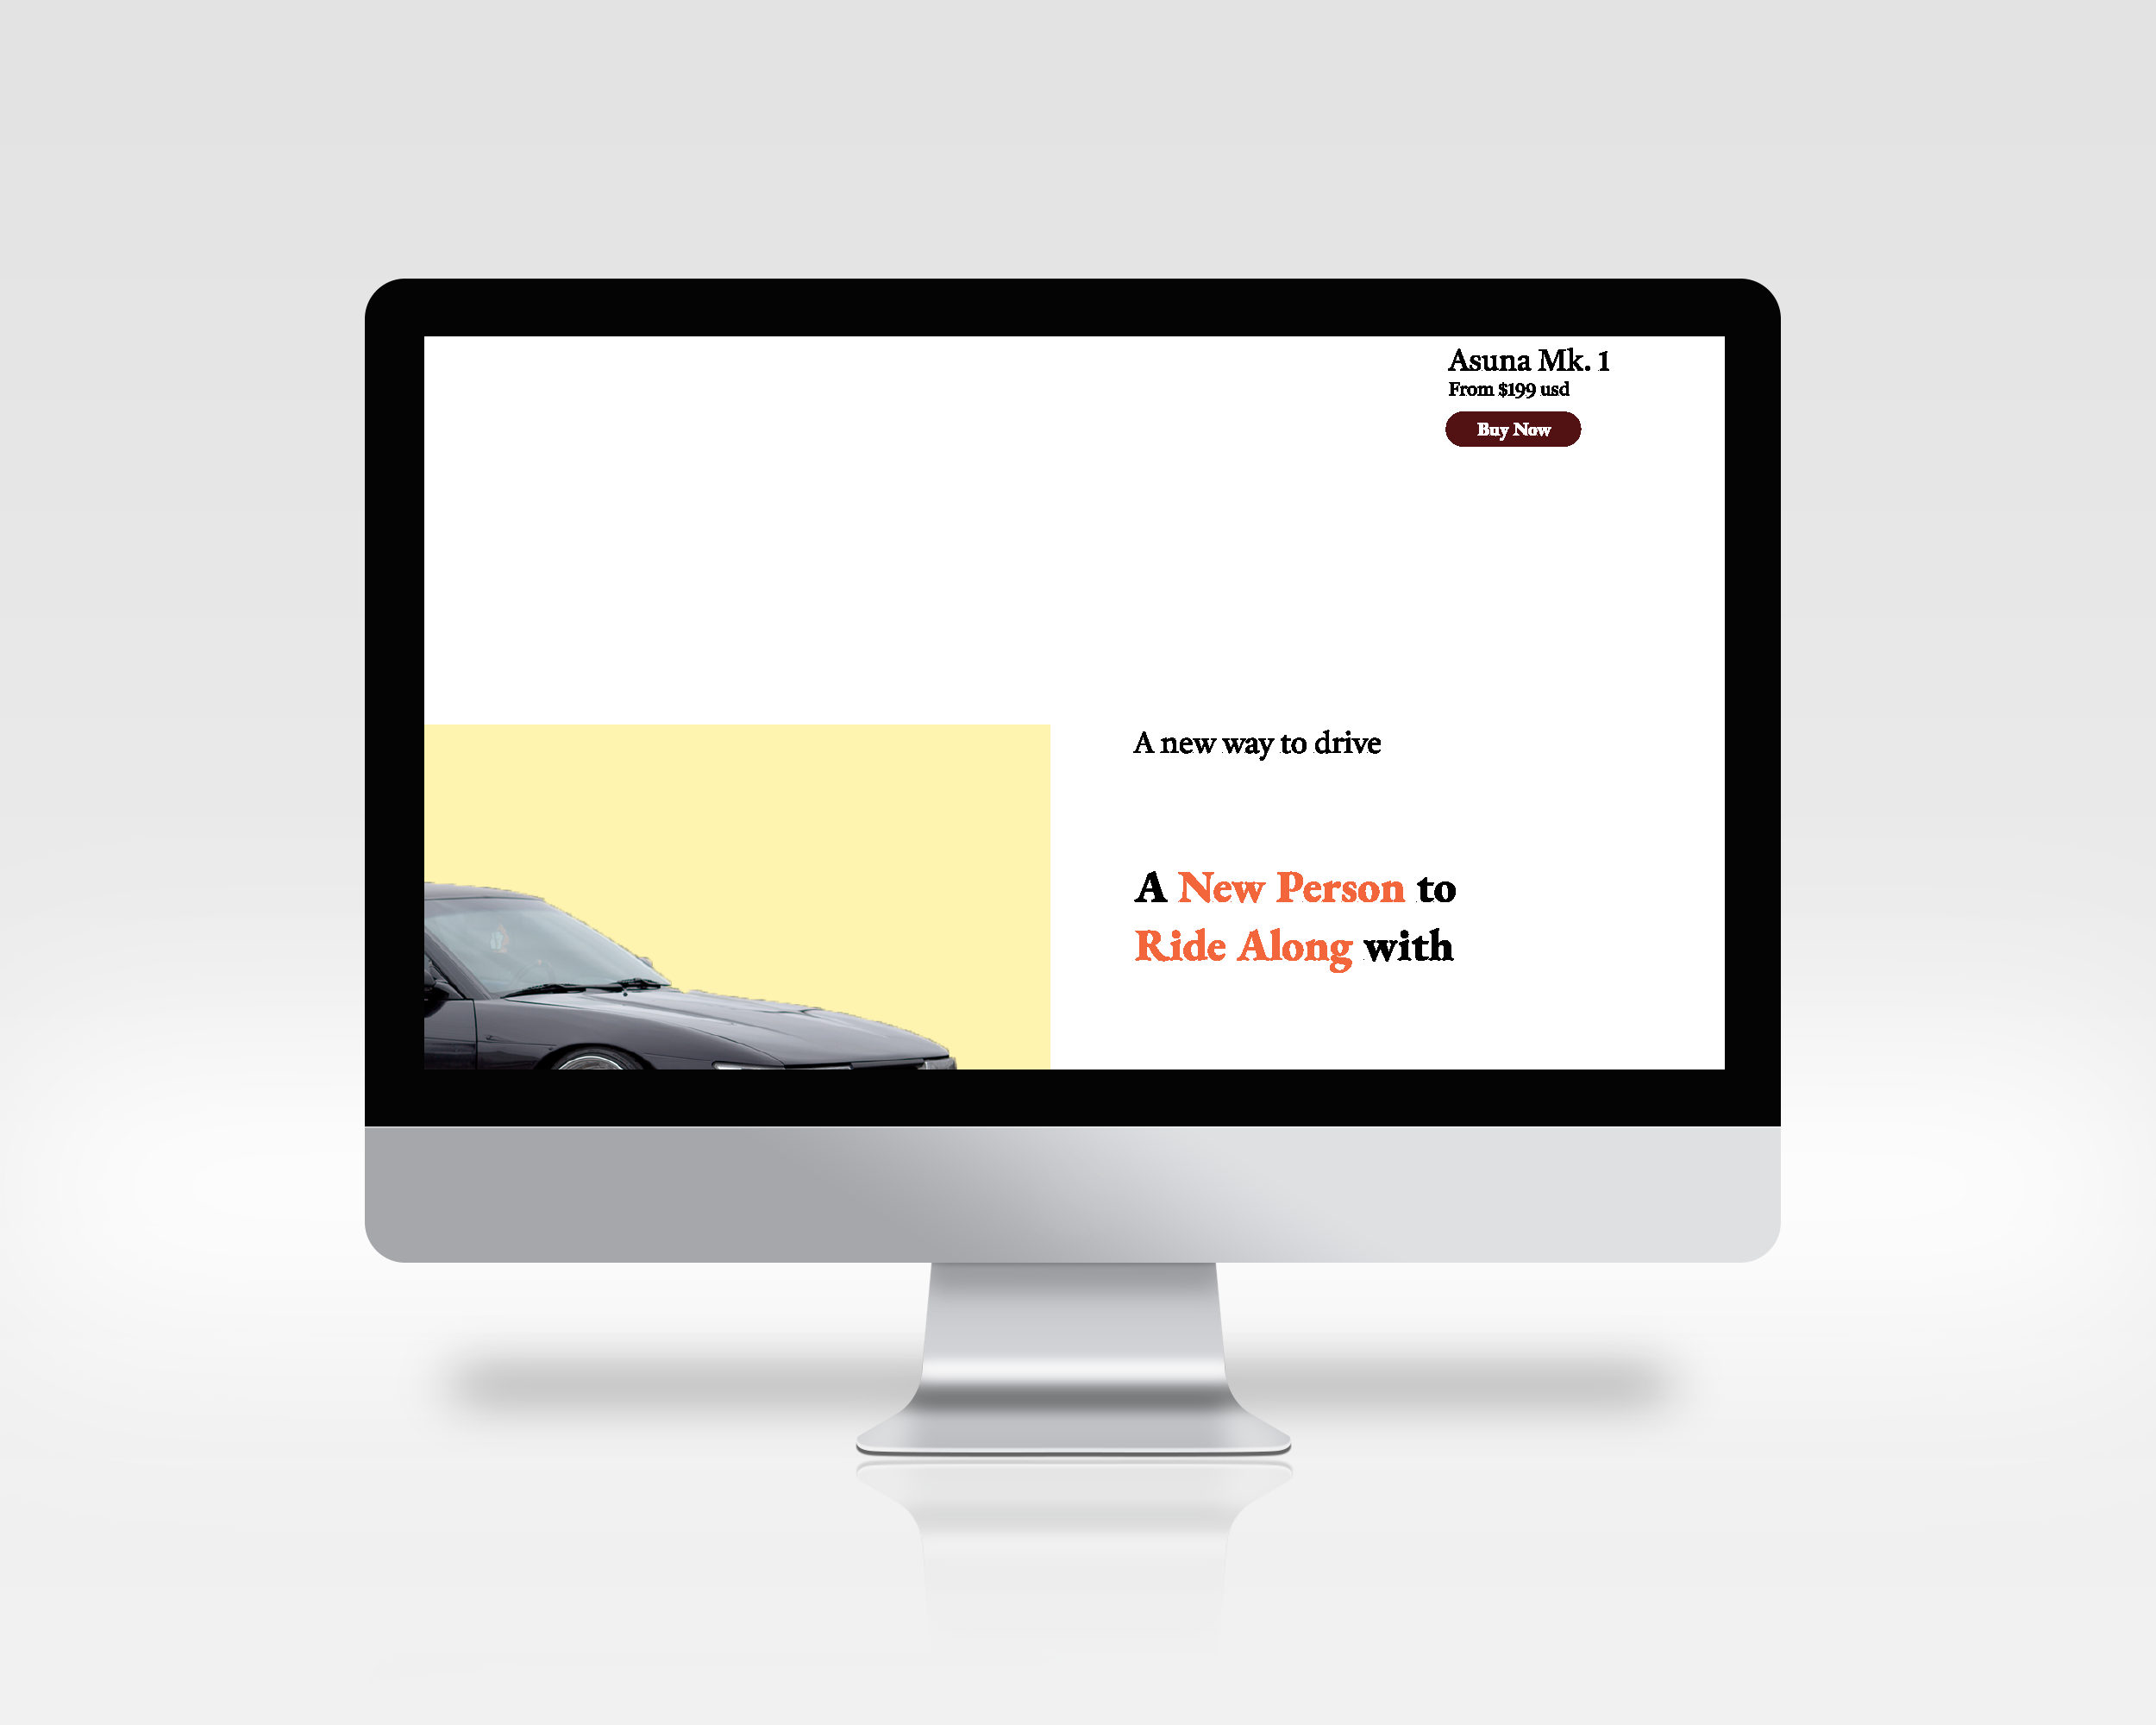 Asuna Mk. 1
From $199 usd
Buy Now
A new way to drive
A New Person to
Ride Along with